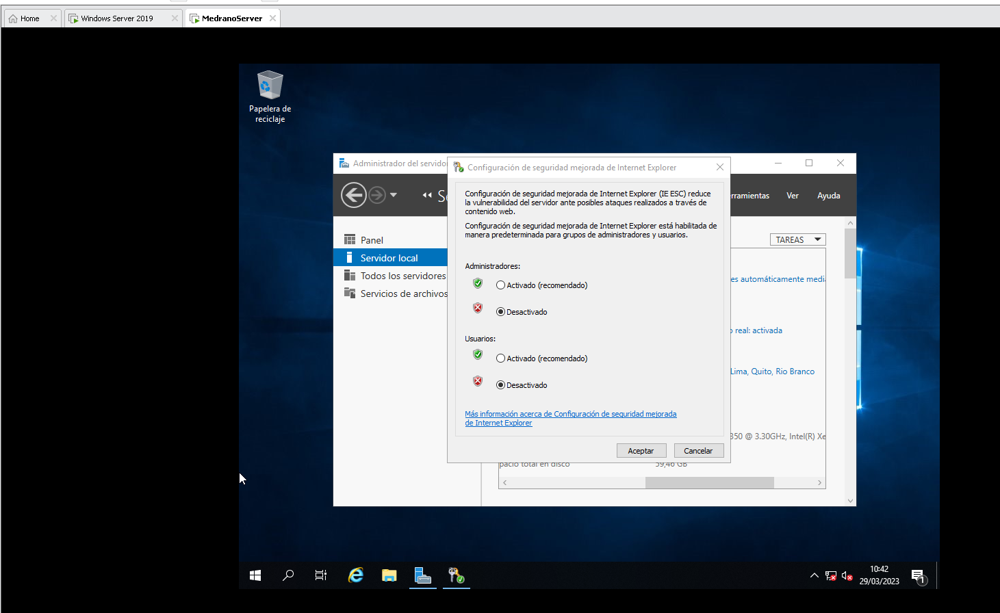 Home
Windows Server 2019
MedranoServer
Papelera de
reciclaje
Administrador del servidor
Configuración de seguridad mejorada de Internet Explorer
Ver
Ayuda
Configuración de seguridad mejorada de Internet Explorer (IE ESC) reduce
la vulnerabilidad del servidor ante posibles ataques realizados a través de
contenido web.
Configuración de seguridad mejorada de Internet Explorer está habilitada de
manera predeterminada para grupos de administradores y usuarios.
Panel
Servidor local
Todos los servidores
Servicios de archivos
TAREAS
Administradores:
Activado (recomendado)
Desactivado
es automáticamente medi
Usuarios:
Activado (recomendado)
Desactivado
real: activada
Lima, Quito, Rio Branco
Más información acerca de Configuración de seguridad mejorada
de Internet Explorer
350 @ 3.30GHz, Intel(R) Xe
Aceptar
Cancelar
pacio total en disco
59,46 GB
10:42
29/03/2023
1